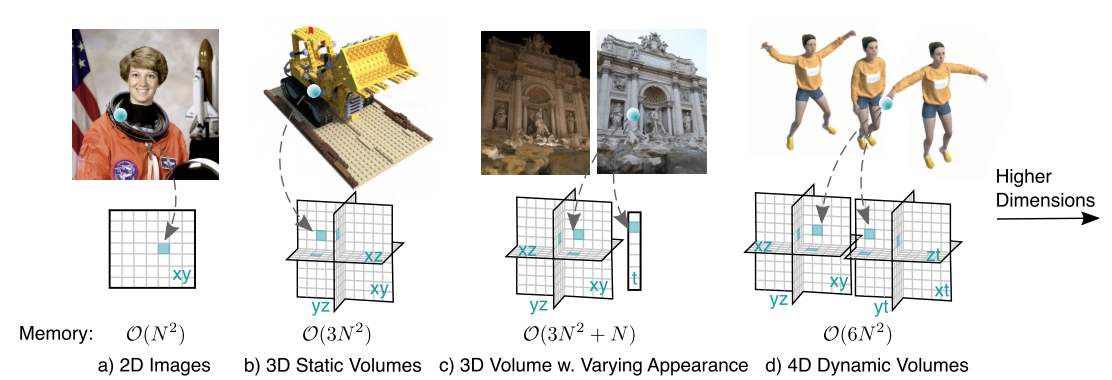 Higher
Dimensions
xy
xz
xy
yz
xz
xy
yz
t
xz
xy
yz
zt
xt
yt
Memory: O(N²) O(3N²) O(3N² + N) O(6N²)
a) 2D Images b) 3D Static Volumes c) 3D Volume w. Varying Appearance d) 4D Dynamic Volumes